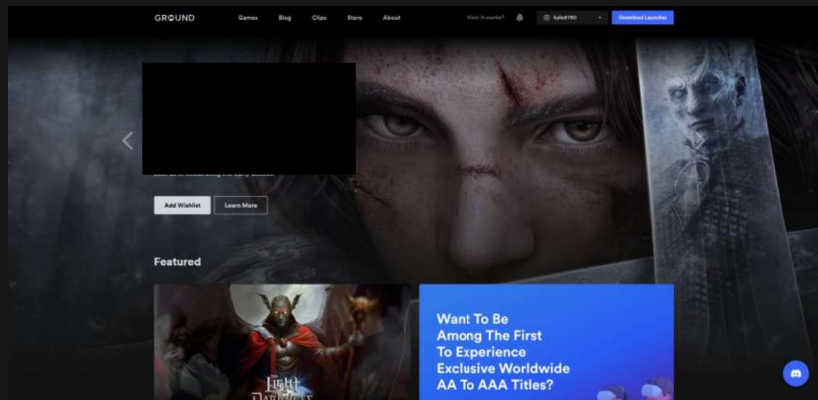 GROUND
Games Blog Clips Store About How it works? Download Launcher
Add Wishlist Learn More
Featured
Want To Be
Among The First
To Experience
Exclusive Worldwide
AA To AAA Titles?